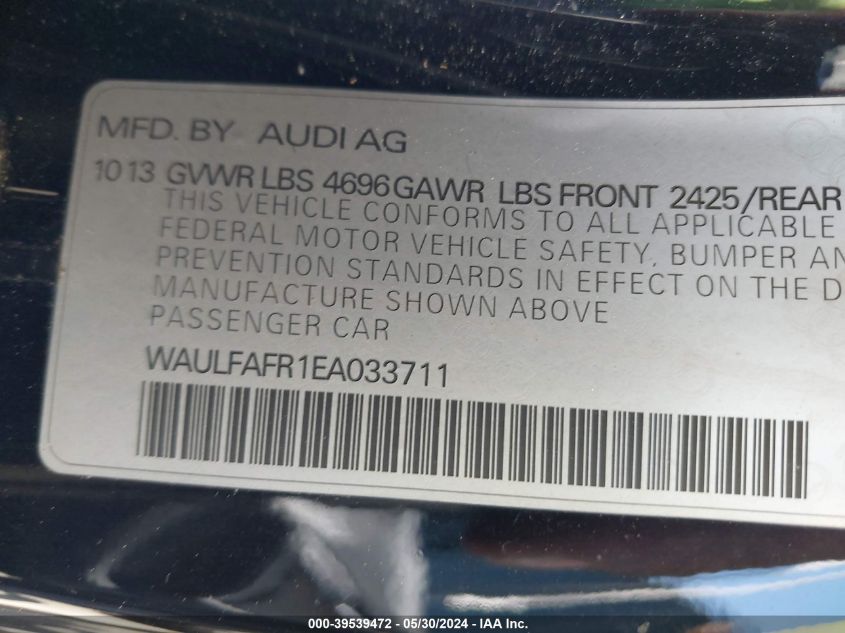 MFD. BY AUDI AG
10 13 GVWR LBS 4696 GAWR LBS FRONT 2425/REAR
THIS VEHICLE CONFORMS TO ALL APPLICABLE
FEDERAL MOTOR VEHICLE SAFETY, BUMPER AN
PREVENTION STANDARDS IN EFFECT ON THE D
MANUFACTURE SHOWN ABOVE
PASSENGER CAR
WAULFAFR1EA033711
000-39539472 - 05/30/2024 - IAA Inc.